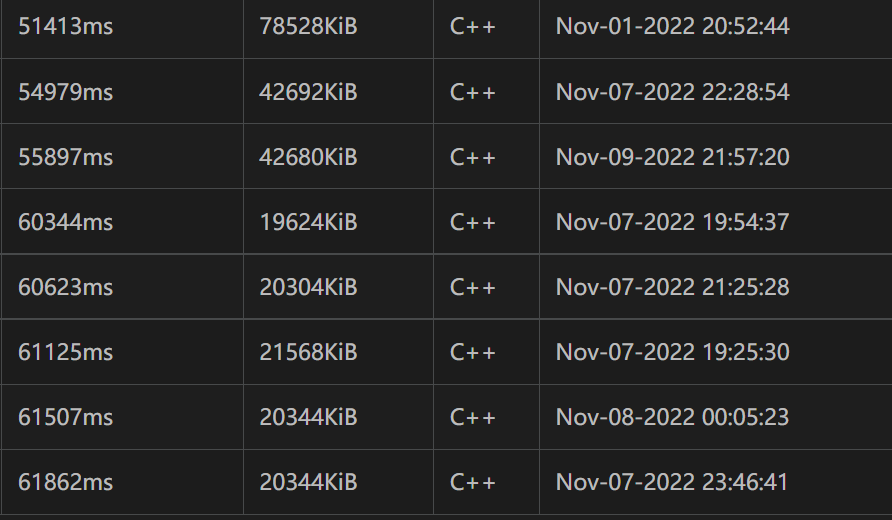 51413ms 78528KiB C++ Nov-01-2022 20:52:44
54979ms 42692KiB C++ Nov-07-2022 22:28:54
55897ms 42680KiB C++ Nov-09-2022 21:57:20
60344ms 19624KiB C++ Nov-07-2022 19:54:37
60623ms 20304KiB C++ Nov-07-2022 21:25:28
61125ms 21568KiB C++ Nov-07-2022 19:25:30
61507ms 20344KiB C++ Nov-08-2022 00:05:23
61862ms 20344KiB C++ Nov-07-2022 23:46:41